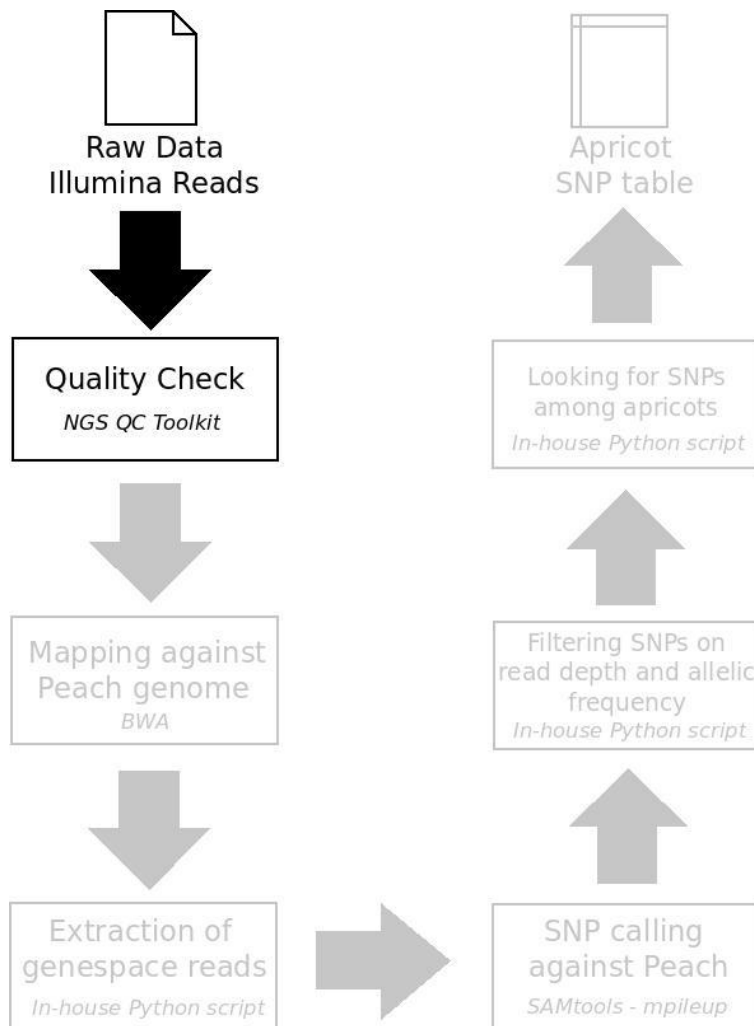 Raw Data
Illumina Reads
Quality Check
NGS QC Toolkit
Mapping against
Peach genome
BWA
Extraction of
genespace reads
In-house Python script
SNP calling
against Peach
SAMtools - mpileup
Filtering SNPs on
read depth and allelic
frequency
In-house Python script
Looking for SNPs
among apricots
In-house Python script
Apricot
SNP table